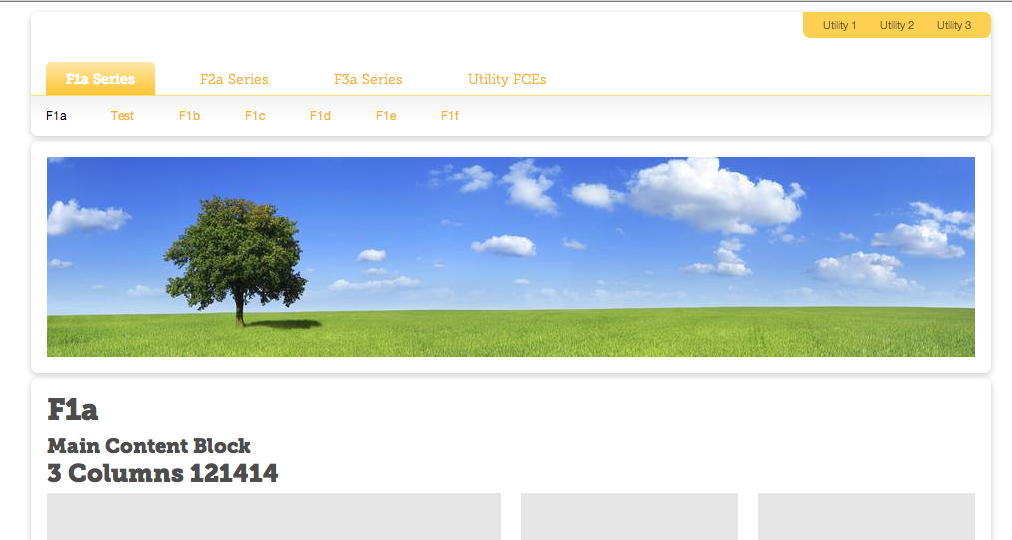 Utility 1 Utility 2 Utility 3
F1a Series F2a Series F3a Series Utility FCEs
F1a Test F1b F1c F1d F1e F1f
F1a
Main Content Block
3 Columns 121414